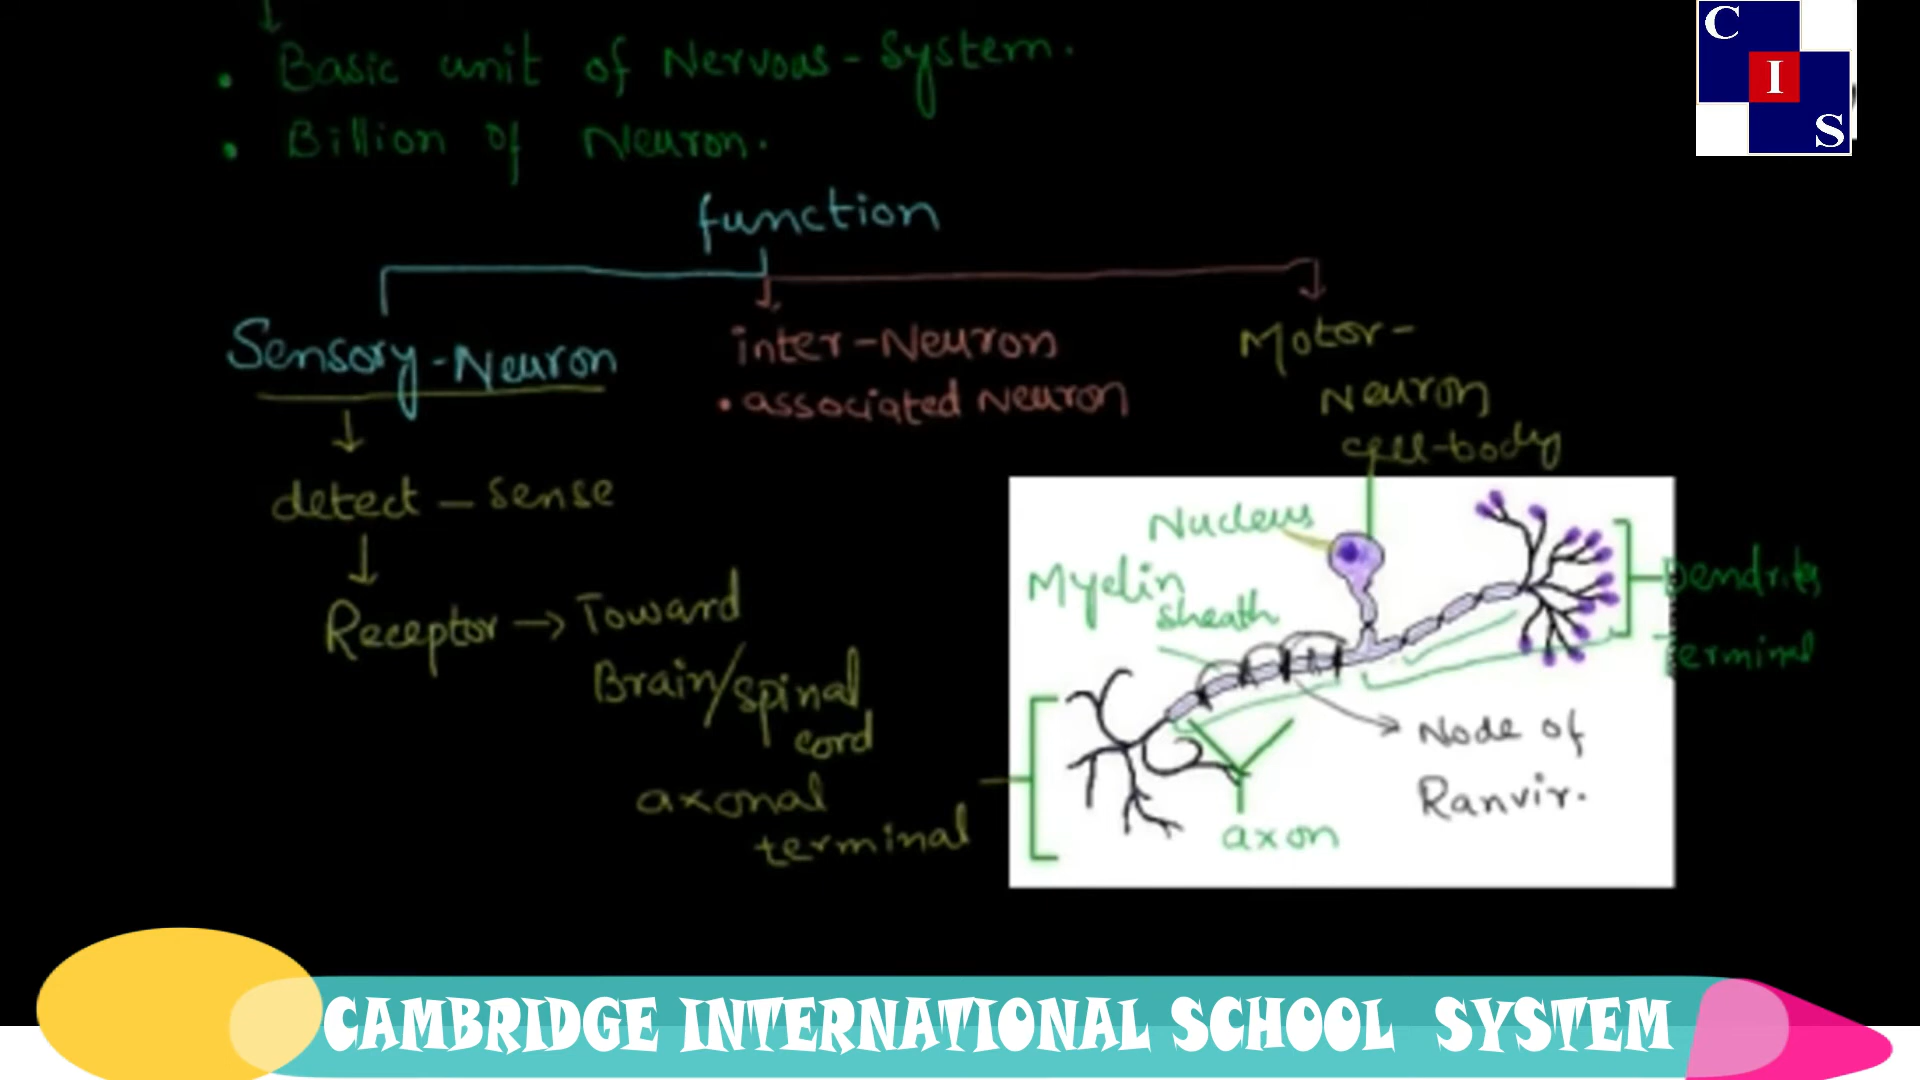 C
I
S
• Basic unit of Nervous-System.
• Billion of Neuron.
function
Sensory-Neuron
inter-Neuron
• associated Neuron
Motor-
Neuron
cell-body
detect - sense
Receptor → Toward
Brain/spinal
cord
axonal
terminal
Nucleus
Myelin
sheath
Dendrites
Terminal
Node of
Ranvir.
axon
CAMBRIDGE INTERNATIONAL SCHOOL SYSTEM